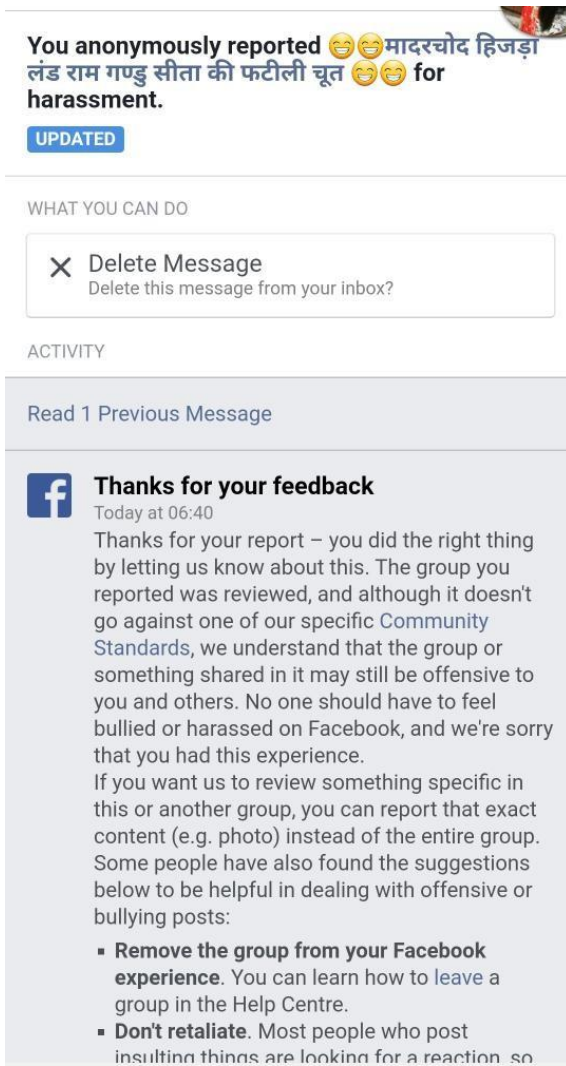 You anonymously reported 😁😁मादरचोद हिजड़ा
लंड राम गण्डु सीता की फटीली चूत 😁😁 for
harassment.
UPDATED
WHAT YOU CAN DO
Delete Message
Delete this message from your inbox?
ACTIVITY
Read 1 Previous Message
Thanks for your feedback
Today at 06:40
Thanks for your report – you did the right thing
by letting us know about this. The group you
reported was reviewed, and although it doesn't
go against one of our specific Community
Standards, we understand that the group or
something shared in it may still be offensive to
you and others. No one should have to feel
bullied or harassed on Facebook, and we're sorry
that you had this experience.
If you want us to review something specific in
this or another group, you can report that exact
content (e.g. photo) instead of the entire group.
Some people have also found the suggestions
below to be helpful in dealing with offensive or
bullying posts:
▪ Remove the group from your Facebook
experience. You can learn how to leave a
group in the Help Centre.
▪ Don't retaliate. Most people who post
insulting things are looking for a reaction, so